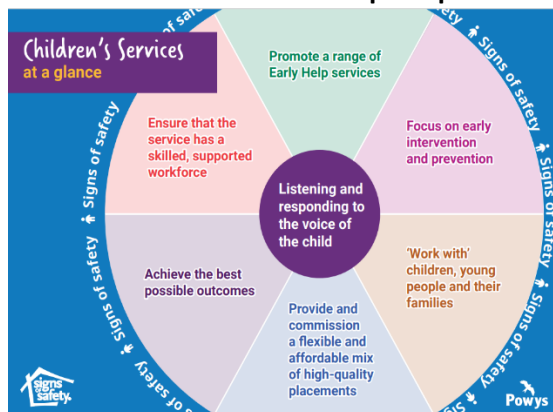 Children's Services
at a glance
Promote a range of
Early Help services
Focus on early
intervention
and prevention
'Work with'
children, young
people and their
families
Provide and
commission
a flexible and
affordable mix
of high-quality
placements
Achieve the best
possible outcomes
Ensure that the
service has a
skilled, supported
workforce
Listening and
responding to
the voice of
the child
Signs of safety
Signs of safety
Signs of safety
Signs of safety
Signs of safety
Signs of safety
signs
of
safety
Powys